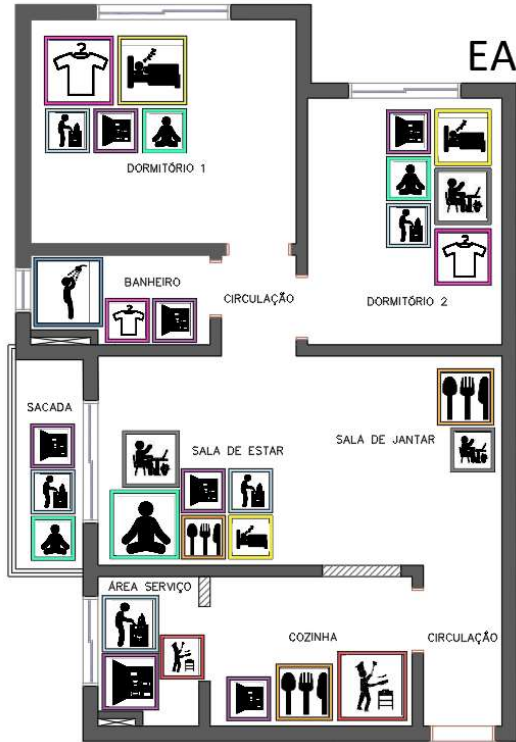 EA
DORMITÓRIO 1
BANHEIRO
CIRCULAÇÃO
DORMITÓRIO 2
SACADA
SALA DE ESTAR
SALA DE JANTAR
ÁREA SERVIÇO
COZINHA
CIRCULAÇÃO